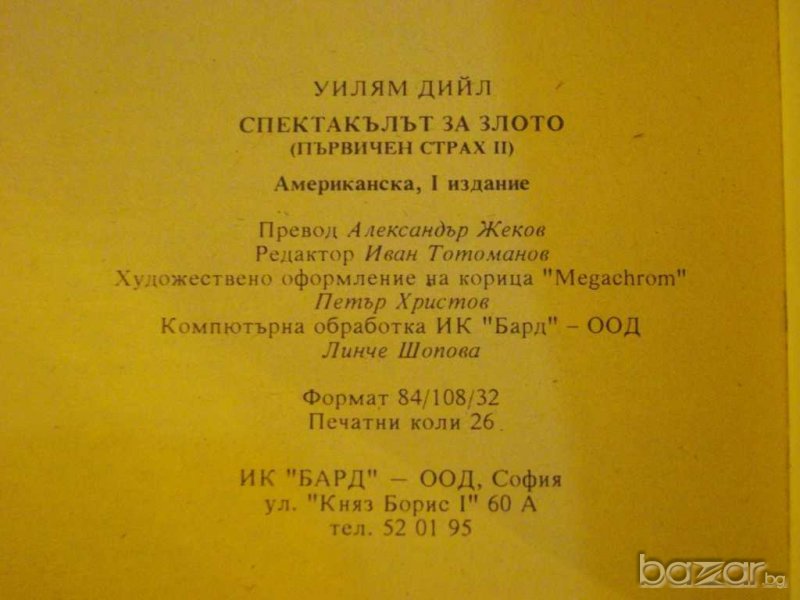 УИЛЯМ ДИЙЛ
СПЕКТАКЪЛЪТ ЗА ЗЛОТО
(ПЪРВИЧЕН СТРАХ II)
Американска, I издание
Превод Александър Жеков
Редактор Иван Тотоманов
Художествено оформление на корица "Megachrom"
Петър Христов
Компютърна обработка ИК "Бард" – ООД
Линче Шопова
Формат 84/108/32
Печатни коли 26
ИК "БАРД" – ООД, София
ул. "Княз Борис I" 60 А
тел. 52 01 95
bazar.bg